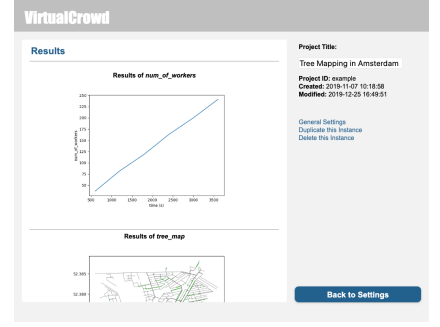 VirtualCrowd
Results
Results of num_of_workers
250
225
200
175
150
125
100
75
50
num_of_workers
500 1000 1500 2000 2500 3000 3500
time (s)
Results of tree_map
52.385
52.380
Project Title:
Tree Mapping in Amsterdam
Project ID: example
Created: 2019-11-07 10:18:58
Modified: 2019-12-25 16:49:51
General Settings
Duplicate this Instance
Delete this Instance
Back to Settings